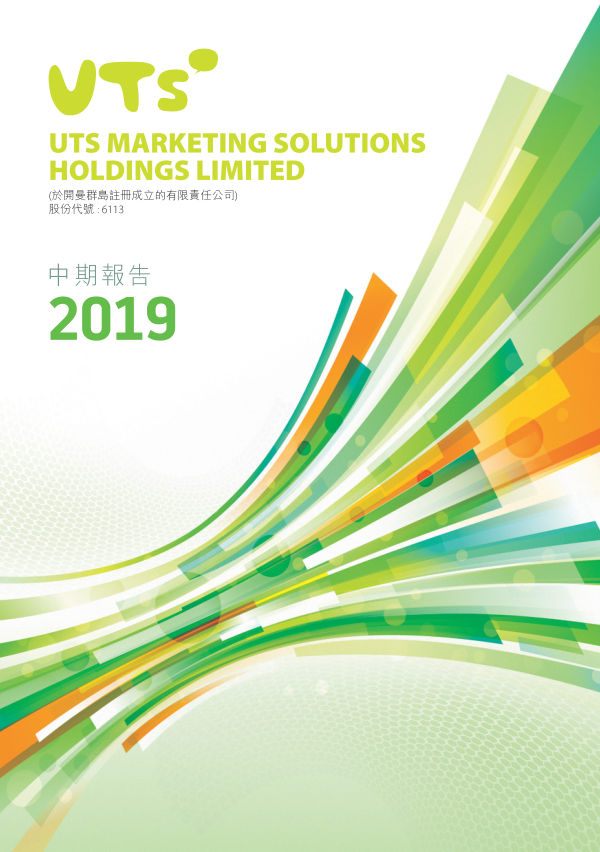 UTS
UTS MARKETING SOLUTIONS
HOLDINGS LIMITED
(於開曼群島註冊成立的有限責任公司)
股份代號 : 6113
中期報告
2019